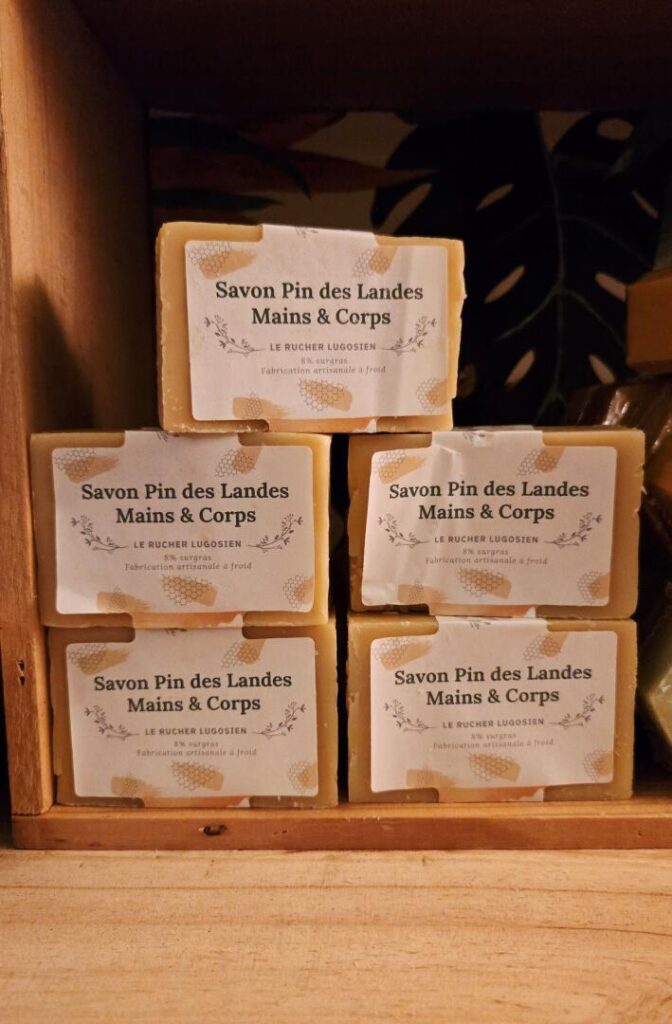 Savon Pin des Landes
Mains & Corps
LE RUCHER LUGOSIEN
8% surgras
Fabrication artisanale à froid
Savon Pin des Landes
Mains & Corps
LE RUCHER LUGOSIEN
8% surgras
Fabrication artisanale à froid
Savon Pin des Landes
Mains & Corps
LE RUCHER LUGOSIEN
8% surgras
Fabrication artisanale à froid
Savon Pin des Landes
Mains & Corps
LE RUCHER LUGOSIEN
8% surgras
Fabrication artisanale à froid
Savon Pin des Landes
Mains & Corps
LE RUCHER LUGOSIEN
8% surgras
Fabrication artisanale à froid